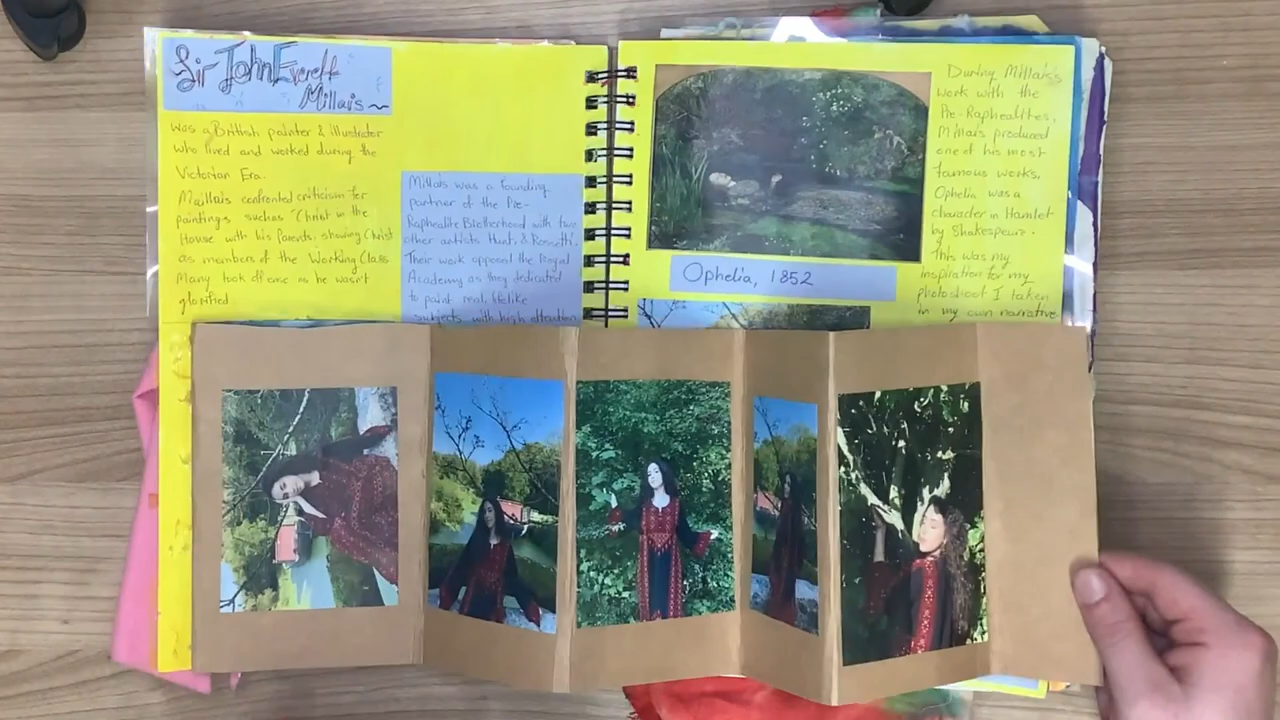 Sir John Everett
Millais
was a British painter & illustrator
who lived and worked during the
Victorian Era.
Maillais confronted criticism for
paintings such as 'Christ in the
House with his Parents, showing Christ
as members of the Working Class
Many took offense as he wasn't
glorified.
Millais was a founding
partner of the Pre-
Raphealite Brotherhood with two
other artists Hunt & Rossetti.
Their work opposed the Royal
Academy as they dedicated
to paint real, lifelike
subjects with high attention
Ophelia, 1852
During Millais's
work with the
Pre-Raphealites,
Millais produced
one of his most
famous works,
Ophelia was a
character in Hamlet
by Shakespeare.
This was my
inspiration for my
photoshoot I taken
in my own narrative